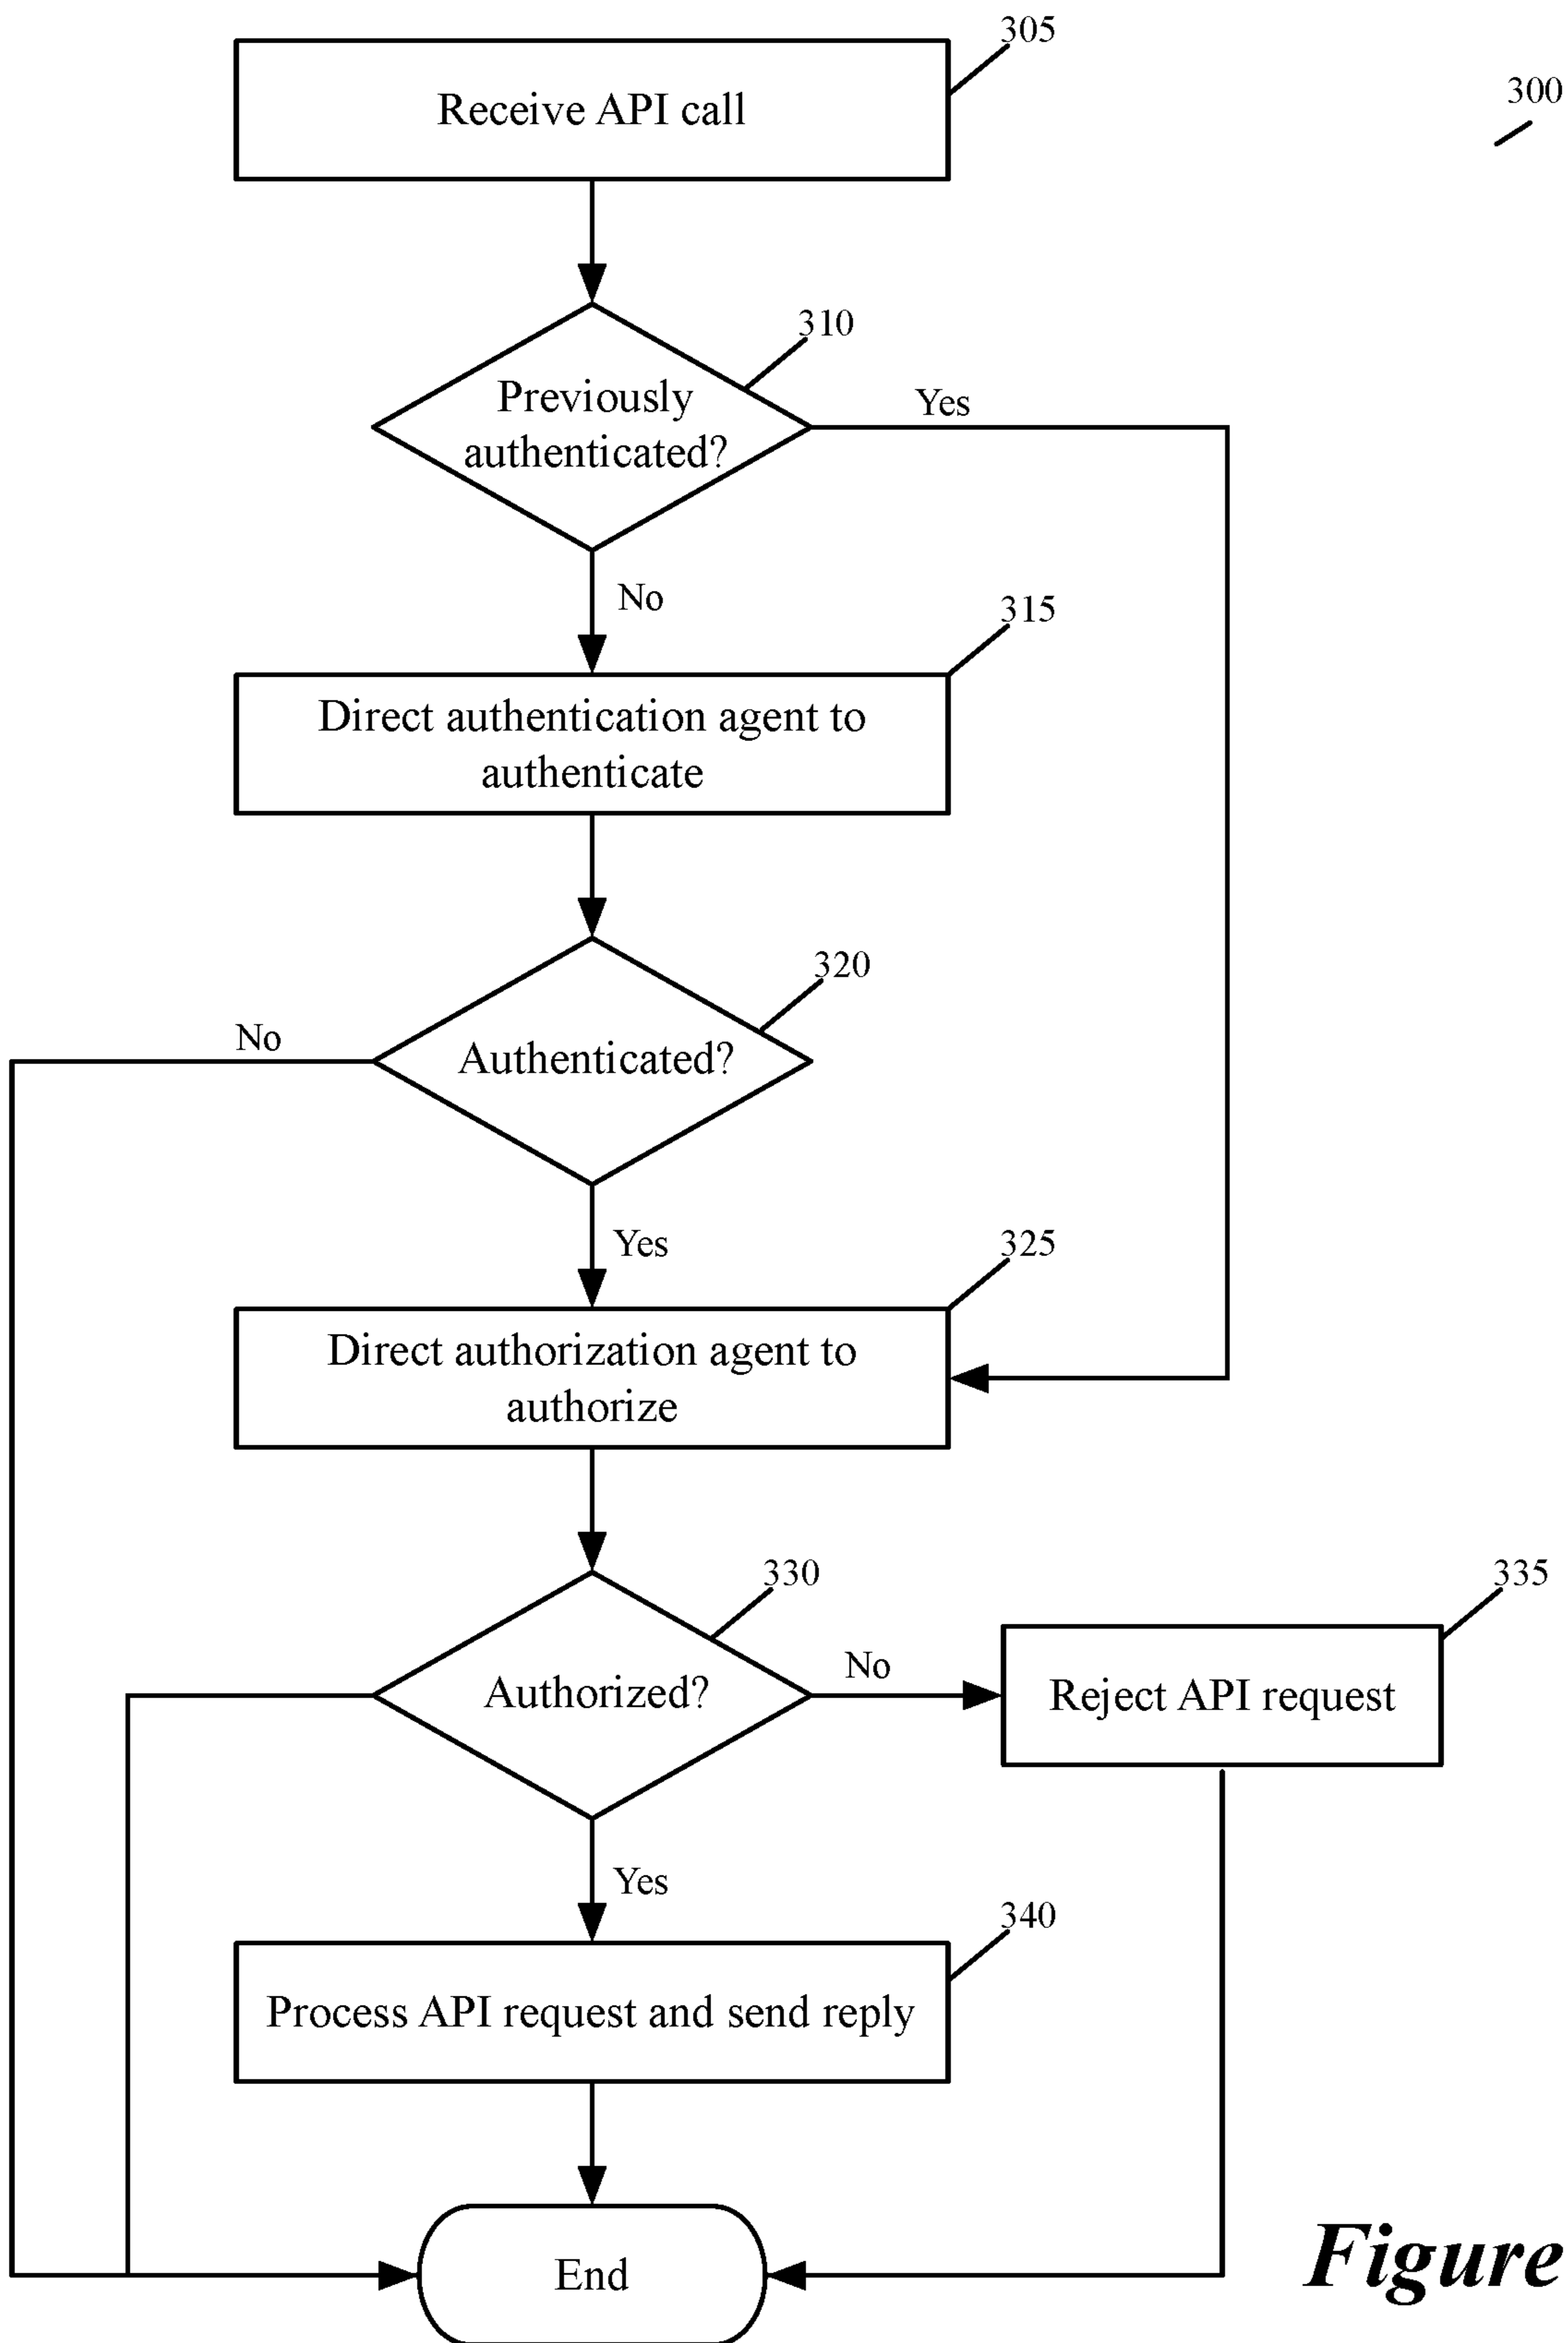 305
Receive API call
300
310
Previously
authenticated?
Yes
No
315
Direct authentication agent to
authenticate
320
No
Authenticated?
Yes
325
Direct authorization agent to
authorize
330
335
Authorized?
No
Reject API request
Yes
340
Process API request and send reply
End
Figure